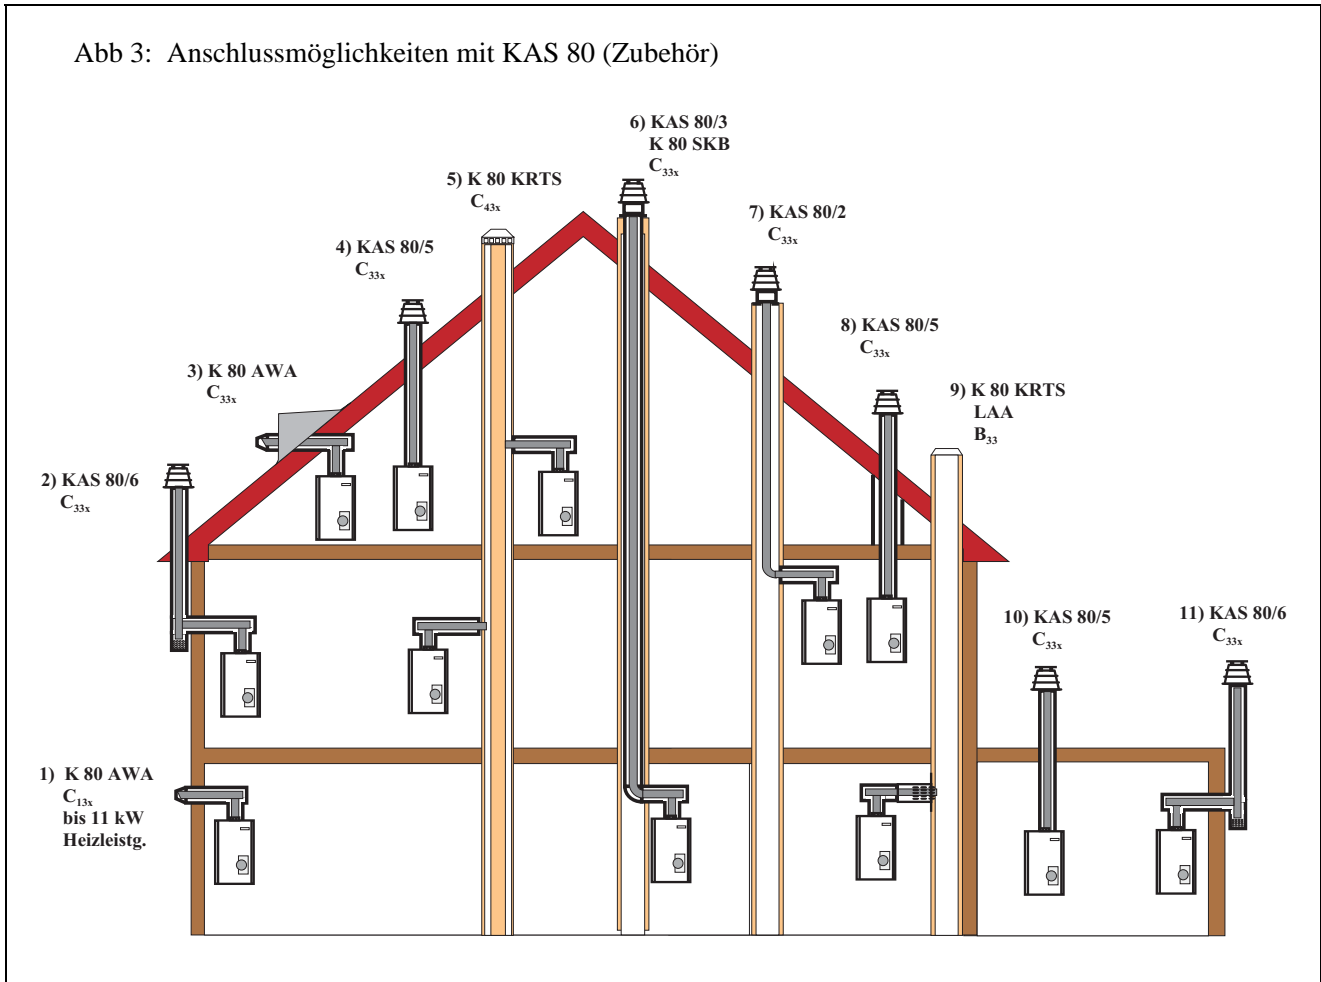 Abb 3: Anschlussmöglichkeiten mit KAS 80 (Zubehör)
6) KAS 80/3
K 80 SKB
C33x
5) K 80 KRTS
C43x
7) KAS 80/2
C33x
4) KAS 80/5
C33x
8) KAS 80/5
C33x
3) K 80 AWA
C33x
9) K 80 KRTS
LAA
B33
2) KAS 80/6
C33x
10) KAS 80/5
C33x
11) KAS 80/6
C33x
1) K 80 AWA
C13x
bis 11 kW
Heizleistg.